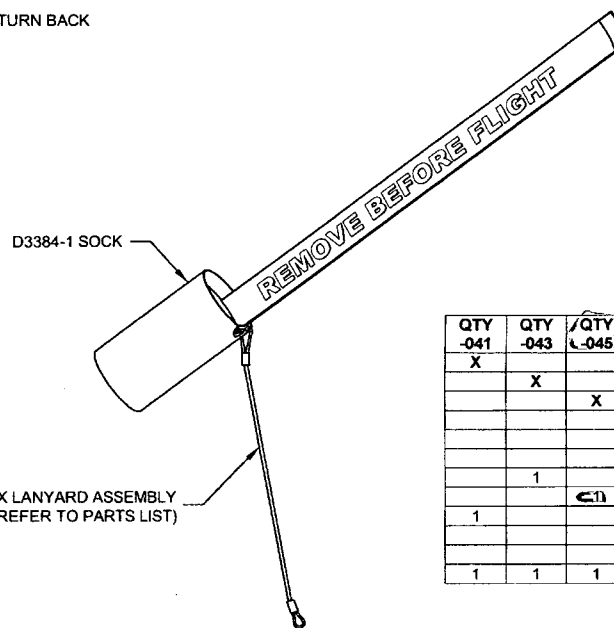 TURN BACK
REMOVE BEFORE FLIGHT
D3384-1 SOCK
X LANYARD ASSEMBLY
REFER TO PARTS LIST)
QTY QTY QTY
-041 -043 -045
X
X
X
1
1
1
1 1 1